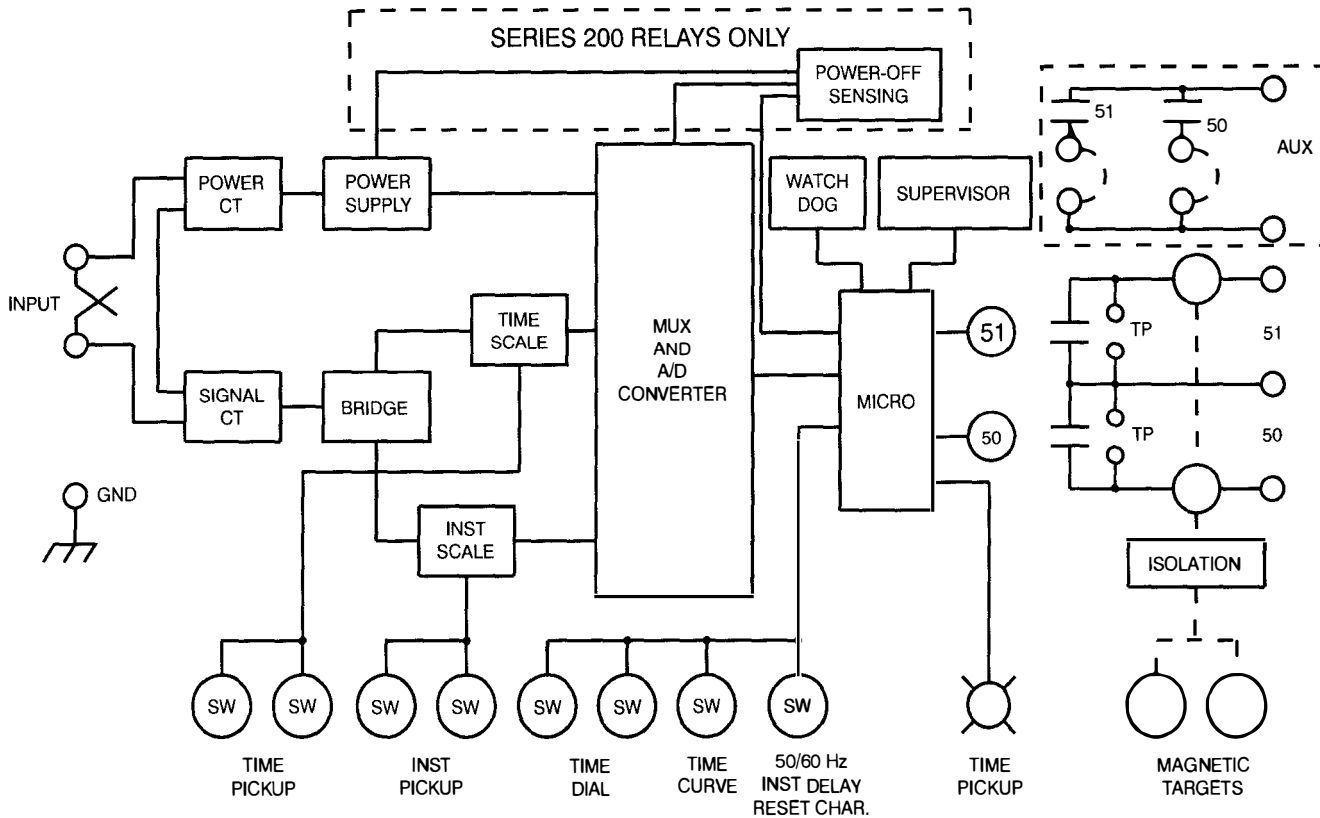 SERIES 200 RELAYS ONLY
POWER-OFF
SENSING
51
50
AUX
POWER
CT
POWER
SUPPLY
WATCH
DOG
SUPERVISOR
INPUT
TIME
SCALE
MUX
AND
A/D
CONVERTER
MICRO
51
50
TP
51
TP
50
SIGNAL
CT
BRIDGE
GND
INST
SCALE
ISOLATION
SW
SW
SW
SW
SW
SW
SW
SW
TIME
PICKUP
INST
PICKUP
TIME
DIAL
TIME
CURVE
50/60 Hz
INST DELAY
RESET CHAR.
TIME
PICKUP
MAGNETIC
TARGETS